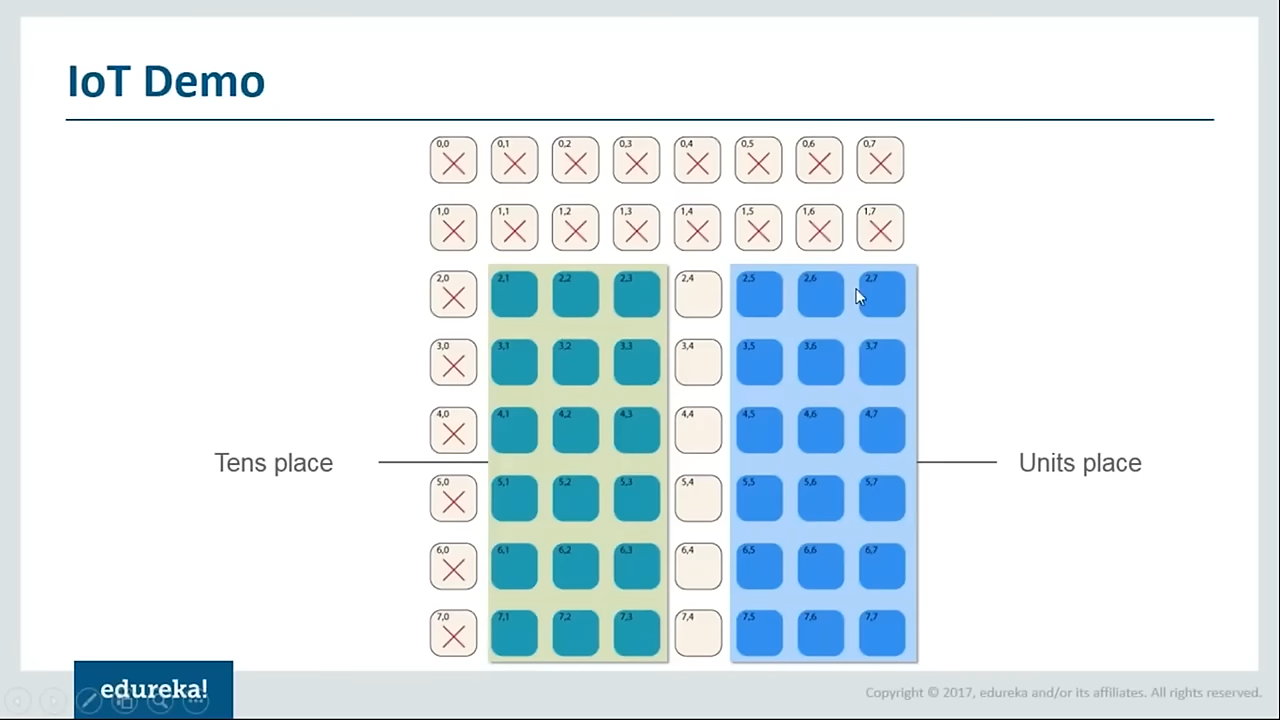 IoT Demo
0,0 0,1 0,2 0,3 0,4 0,5 0,6 0,7
1,0 1,1 1,2 1,3 1,4 1,5 1,6 1,7
2,0 2,1 2,2 2,3 2,4 2,5 2,6 2,7
3,0 3,1 3,2 3,3 3,4 3,5 3,6 3,7
4,0 4,1 4,2 4,3 4,4 4,5 4,6 4,7
Tens place
Units place
5,0 5,1 5,2 5,3 5,4 5,5 5,6 5,7
6,0 6,1 6,2 6,3 6,4 6,5 6,6 6,7
7,0 7,1 7,2 7,3 7,4 7,5 7,6 7,7
edureka!
Copyright © 2017, edureka and/or its affiliates. All rights reserved.